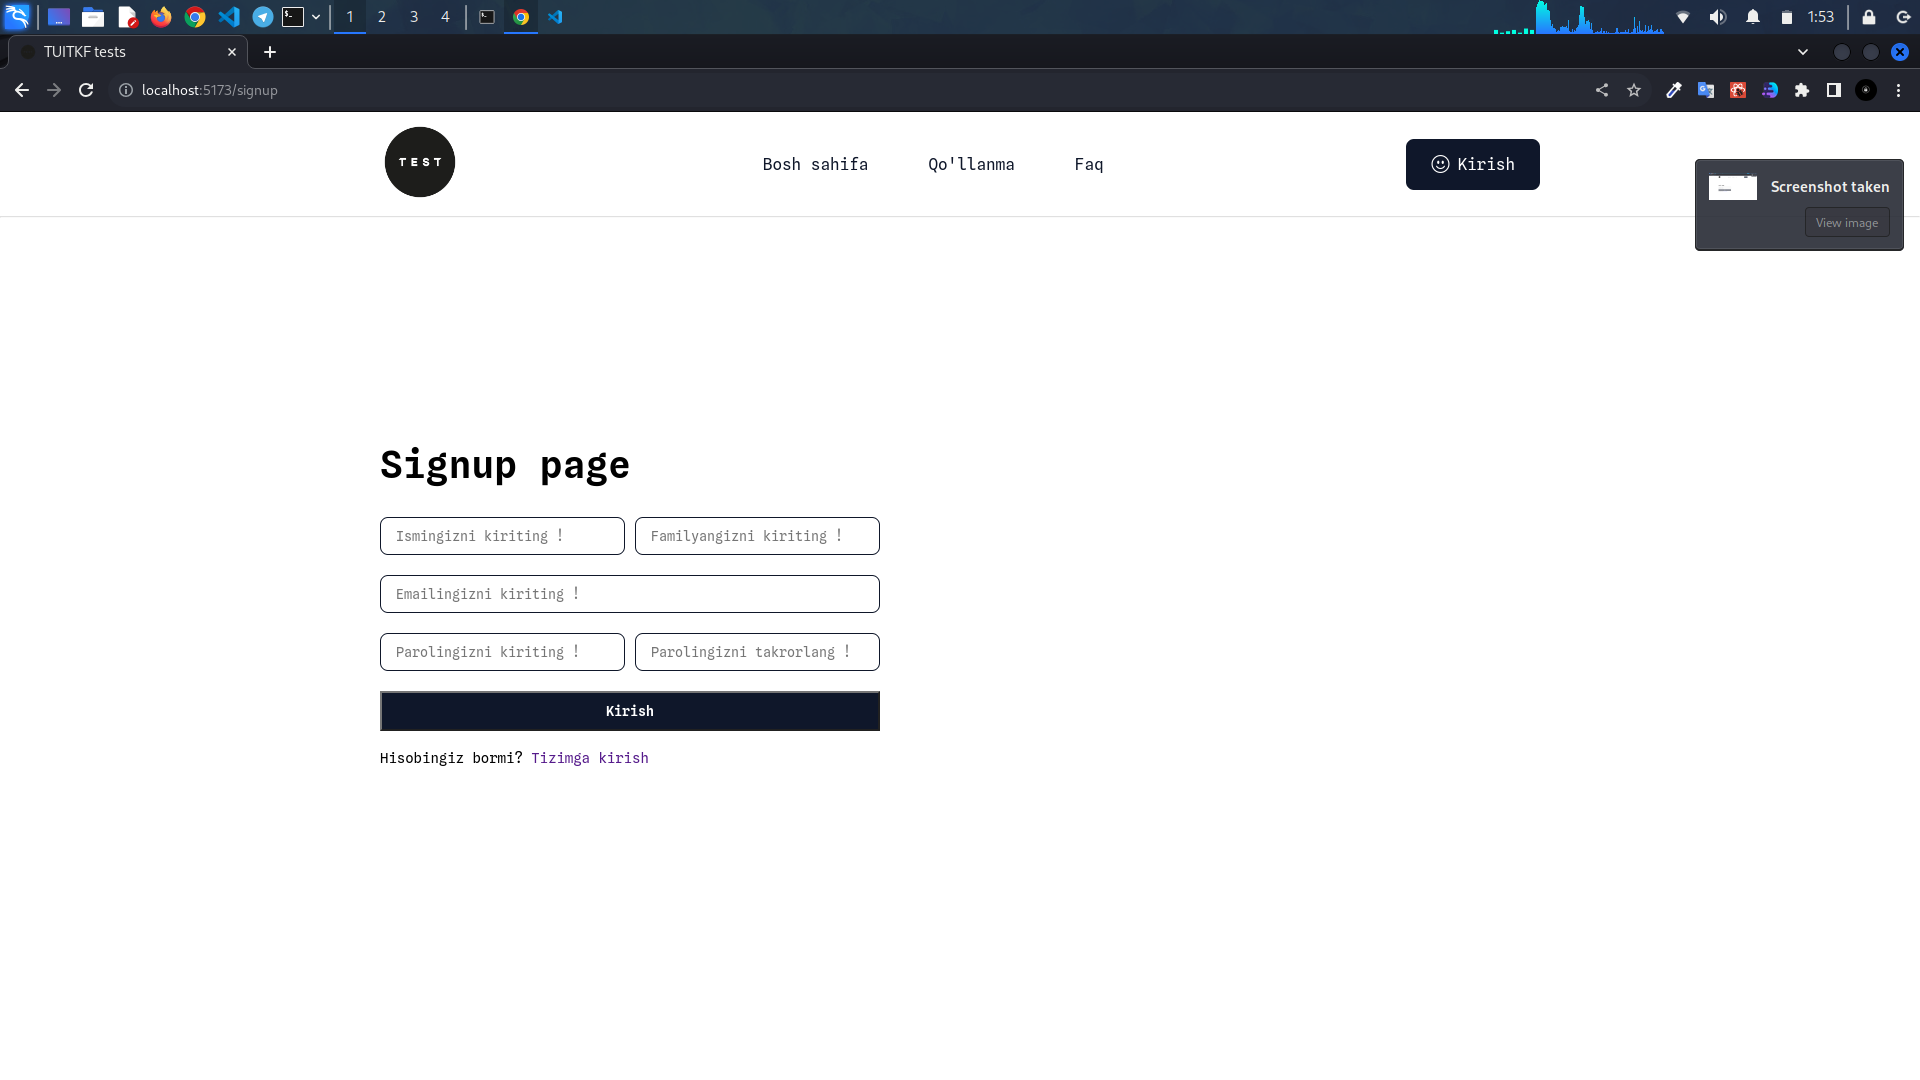 1 2 3 4 1:53
TUITKF tests
localhost:5173/signup
TEST
Bosh sahifa Qo'llanma Faq Kirish
Screenshot taken
View image
Signup page
Ismingizni kiriting ! Familyangizni kiriting !
Emailingizni kiriting !
Parolingizni kiriting ! Parolingizni takrorlang !
Kirish
Hisobingiz bormi? Tizimga kirish